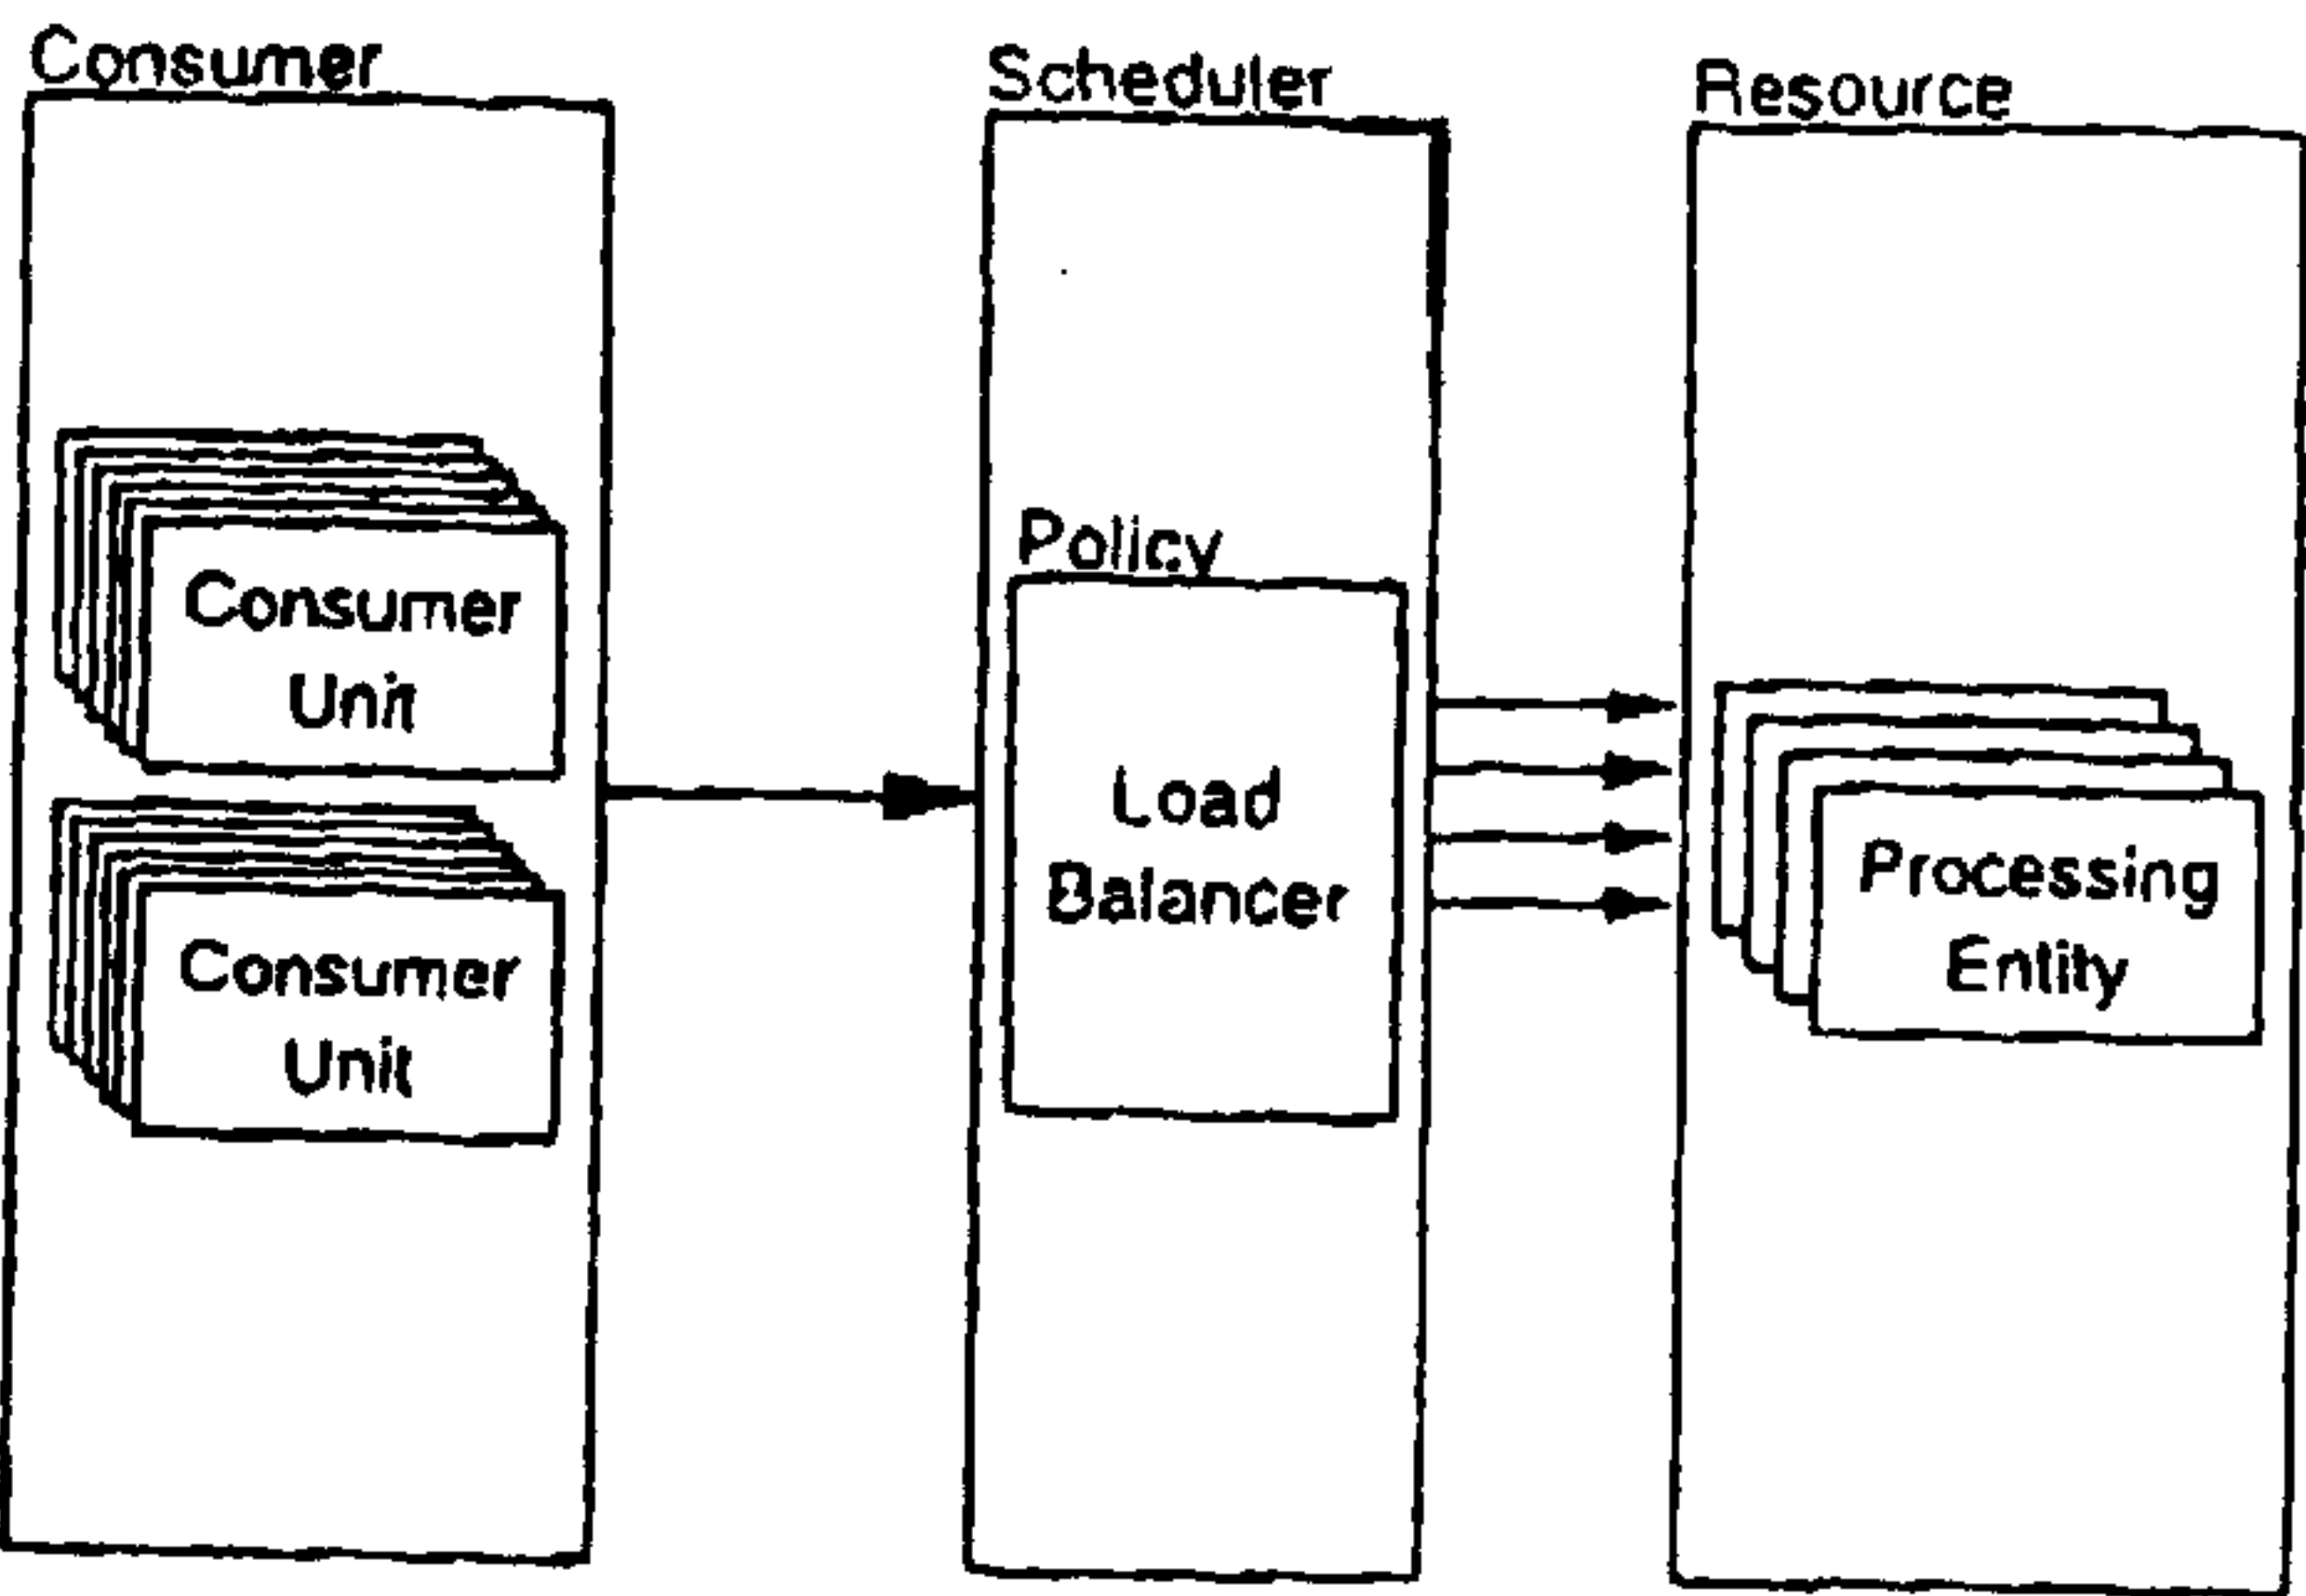 Consumer
Consumer
Unit
Consumer
Unit
Scheduler
Policy
Load
Balancer
Resource
Processing
Entity